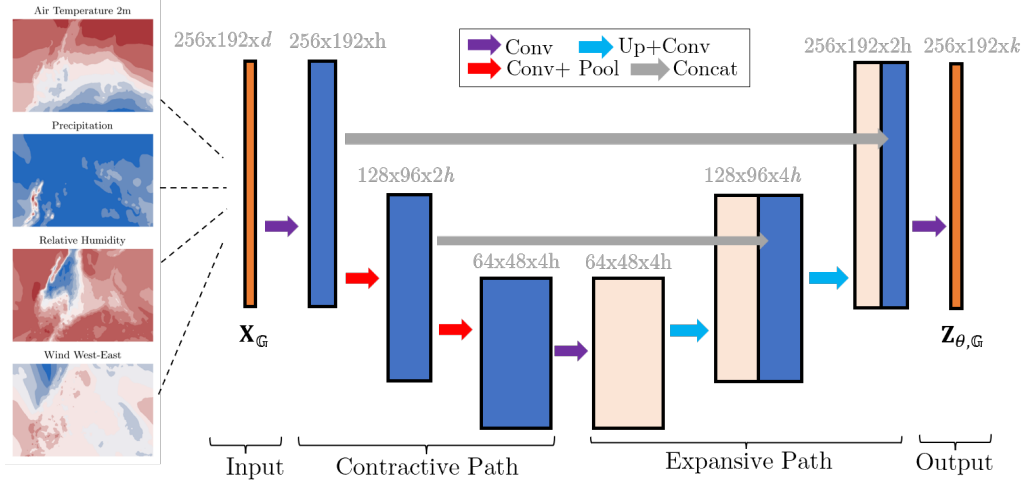 Air Temperature 2m
Precipitation
Relative Humidity
Wind West-East
256x192xd
256x192xh
Conv
Up+Conv
Conv+ Pool
Concat
256x192x2h
256x192xk
128x96x2h
128x96x4h
64x48x4h
64x48x4h
X𝔾
Zθ,𝔾
Input
Contractive Path
Expansive Path
Output